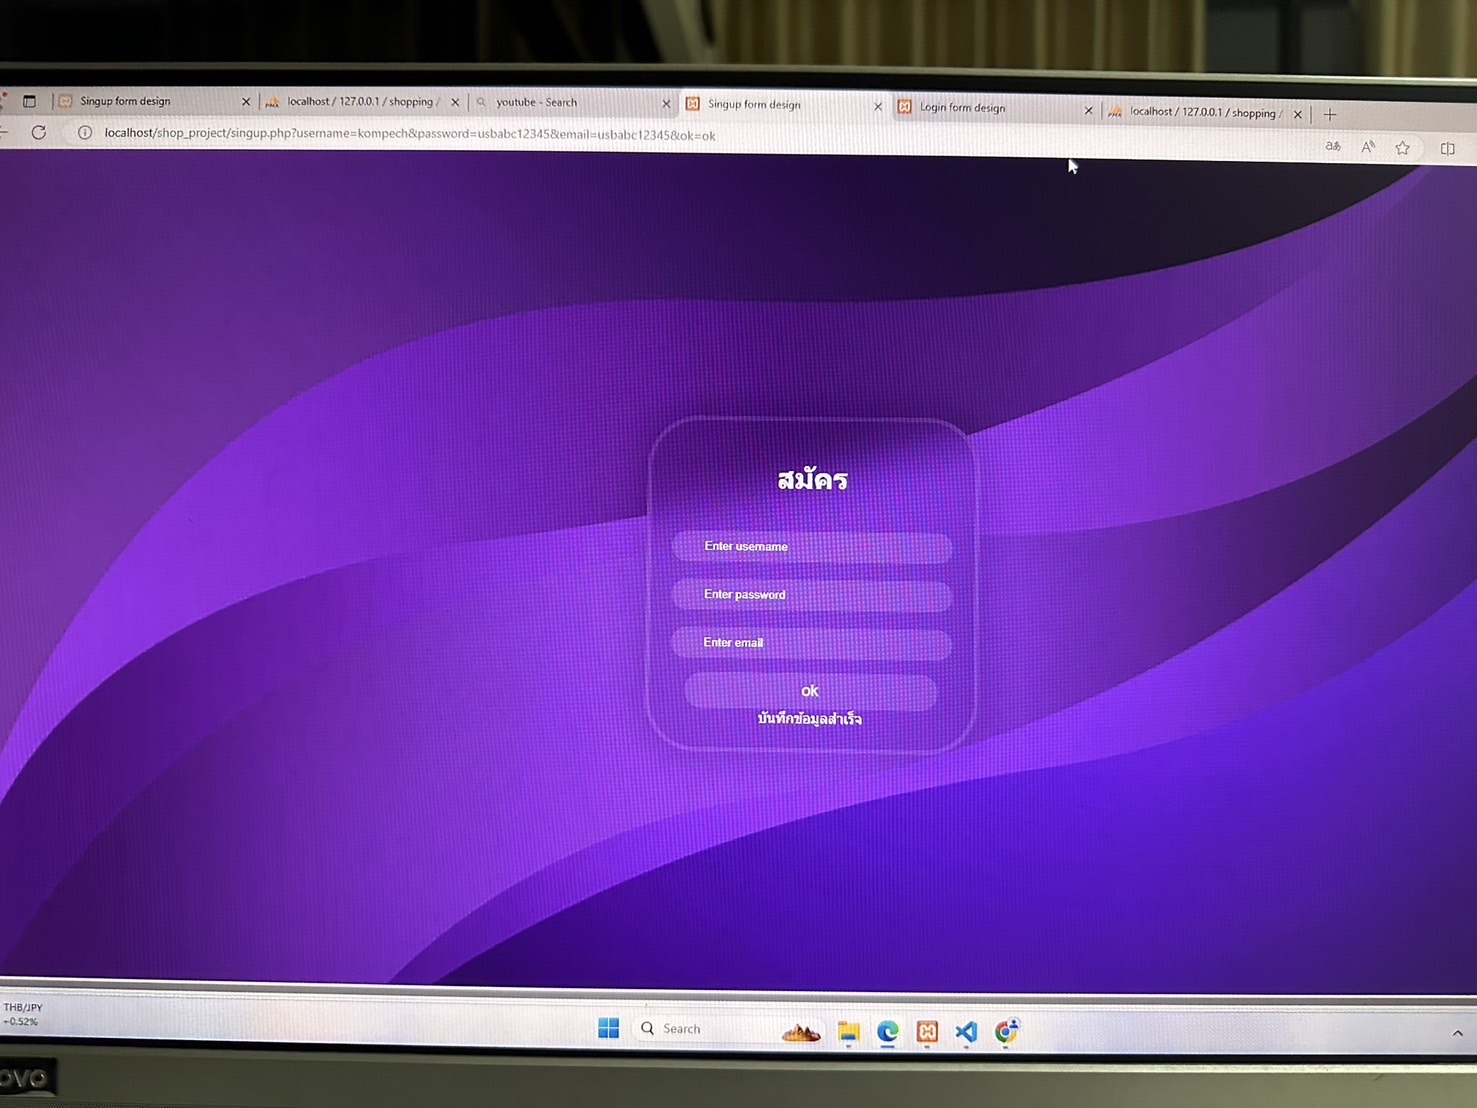 Singup form design
localhost / 127.0.0.1 / shopping /
youtube - Search
Singup form design
Login form design
localhost / 127.0.0.1 / shopping /
localhost/shop_project/singup.php?username=kompech&password=usbabc12345&email=usbabc12345&ok=ok
สมัคร
Enter username
Enter password
Enter email
ok
บันทึกข้อมูลสำเร็จ
THB/JPY
+0.52%
Search